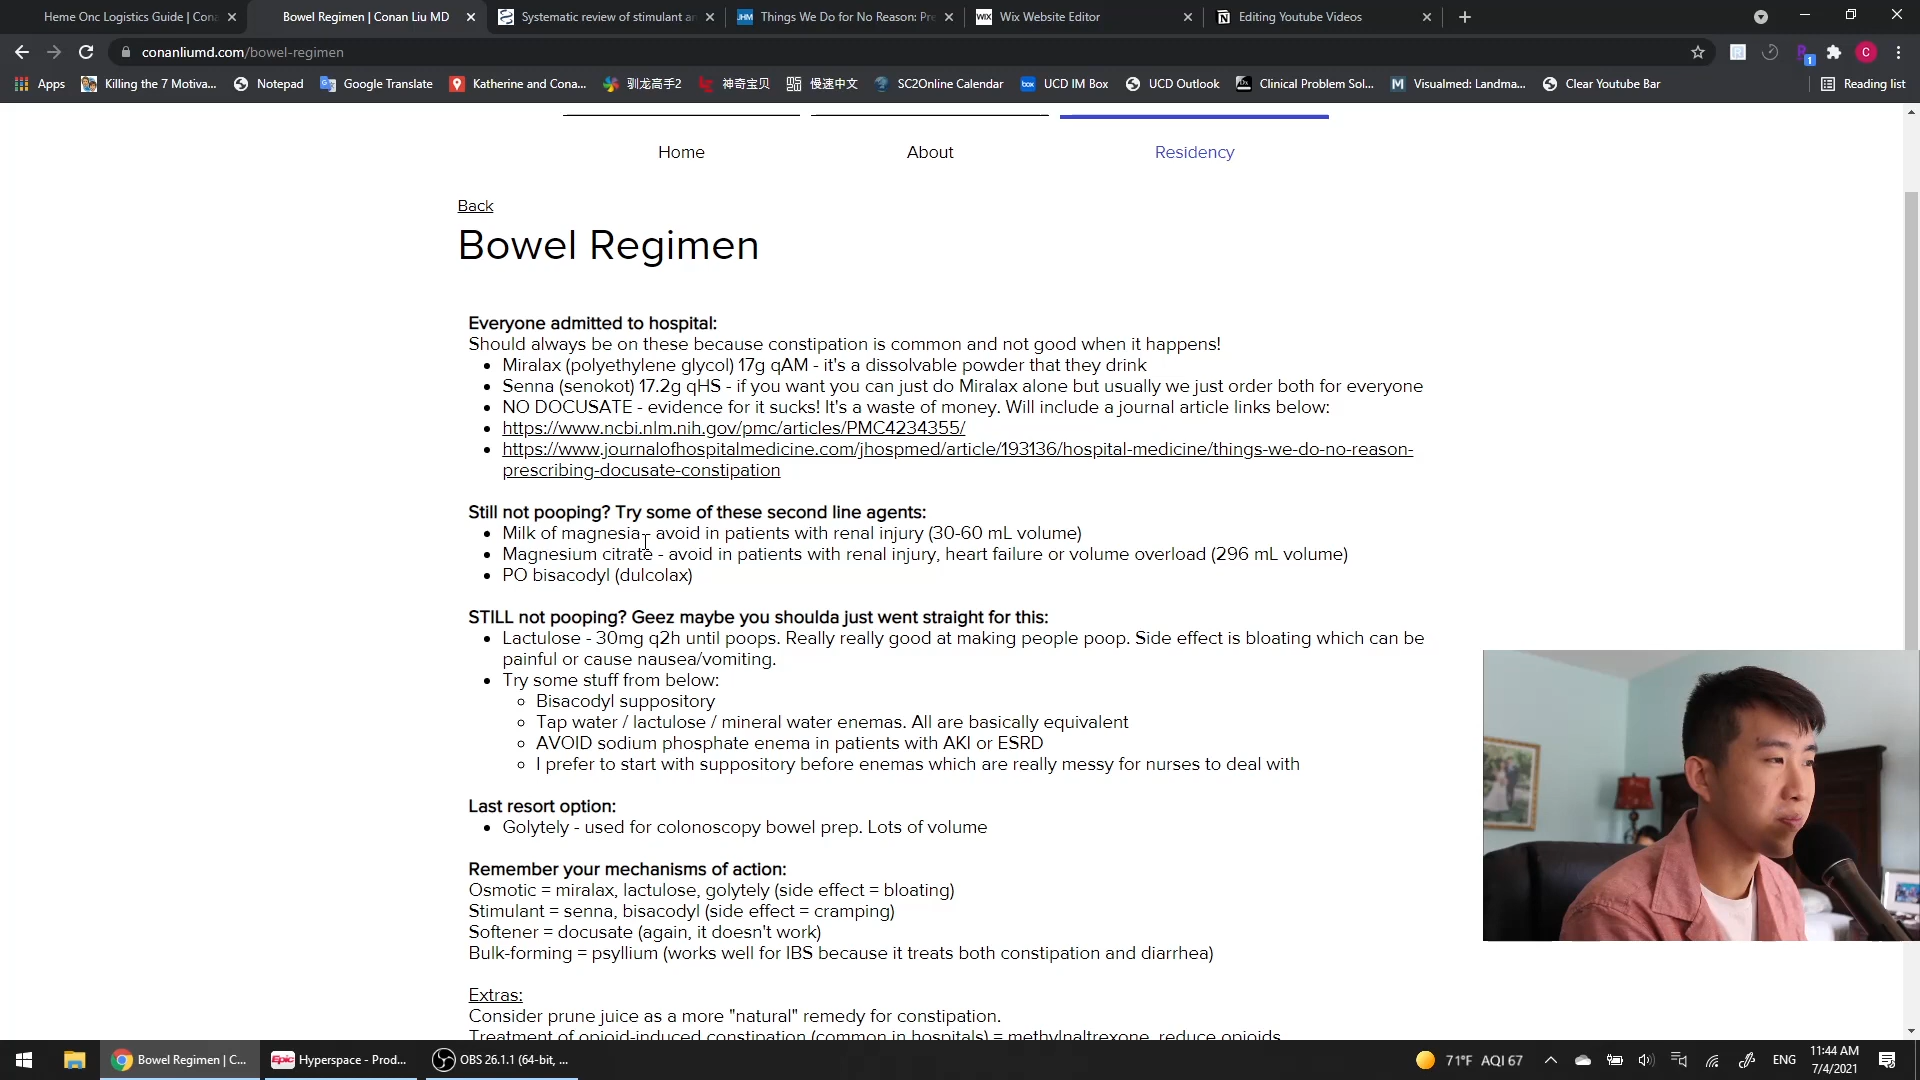 Heme Onc Logistics Guide | Con
Bowel Regimen | Conan Liu MD
Systematic review of stimulant an
JHM
Things We Do for No Reason: Pre
WIX
Wix Website Editor
Editing Youtube Videos
conanliumd.com/bowel-regimen
C
1
Apps
Killing the 7 Motiva...
Notepad
Google Translate
Katherine and Cona...
驯龙高手2
神奇宝贝
慢速中文
SC2Online Calendar
box
UCD IM Box
UCD Outlook
Clinical Problem Sol...
M
Visualmed: Landma...
Clear Youtube Bar
Reading list
Home
About
Residency
Back
Bowel Regimen
Everyone admitted to hospital:
Should always be on these because constipation is common and not good when it happens!
Miralax (polyethylene glycol) 17g qAM - it's a dissolvable powder that they drink
Senna (senokot) 17.2g qHS - if you want you can just do Miralax alone but usually we just order both for everyone
NO DOCUSATE - evidence for it sucks! It's a waste of money. Will include a journal article links below:
https://www.ncbi.nlm.nih.gov/pmc/articles/PMC4234355/
https://www.journalofhospitalmedicine.com/jhospmed/article/193136/hospital-medicine/things-we-do-no-reason-
prescribing-docusate-constipation
Still not pooping? Try some of these second line agents:
Milk of magnesia - avoid in patients with renal injury (30-60 mL volume)
Magnesium citrate - avoid in patients with renal injury, heart failure or volume overload (296 mL volume)
PO bisacodyl (dulcolax)
STILL not pooping? Geez maybe you shoulda just went straight for this:
Lactulose - 30mg q2h until poops. Really really good at making people poop. Side effect is bloating which can be
painful or cause nausea/vomiting.
Try some stuff from below:
Bisacodyl suppository
Tap water / lactulose / mineral water enemas. All are basically equivalent
AVOID sodium phosphate enema in patients with AKI or ESRD
I prefer to start with suppository before enemas which are really messy for nurses to deal with
Last resort option:
Golytely - used for colonoscopy bowel prep. Lots of volume
Remember your mechanisms of action:
Osmotic = miralax, lactulose, golytely (side effect = bloating)
Stimulant = senna, bisacodyl (side effect = cramping)
Softener = docusate (again, it doesn't work)
Bulk-forming = psyllium (works well for IBS because it treats both constipation and diarrhea)
Extras:
Consider prune juice as a more "natural" remedy for constipation.
Treatment of opioid-induced constipation (common in hospitals) = methylnaltrexone, reduce opioids
Bowel Regimen | C...
Epic
Hyperspace - Prod...
OBS 26.1.1 (64-bit, ...
71°F AQI 67
ENG
11:44 AM
7/4/2021